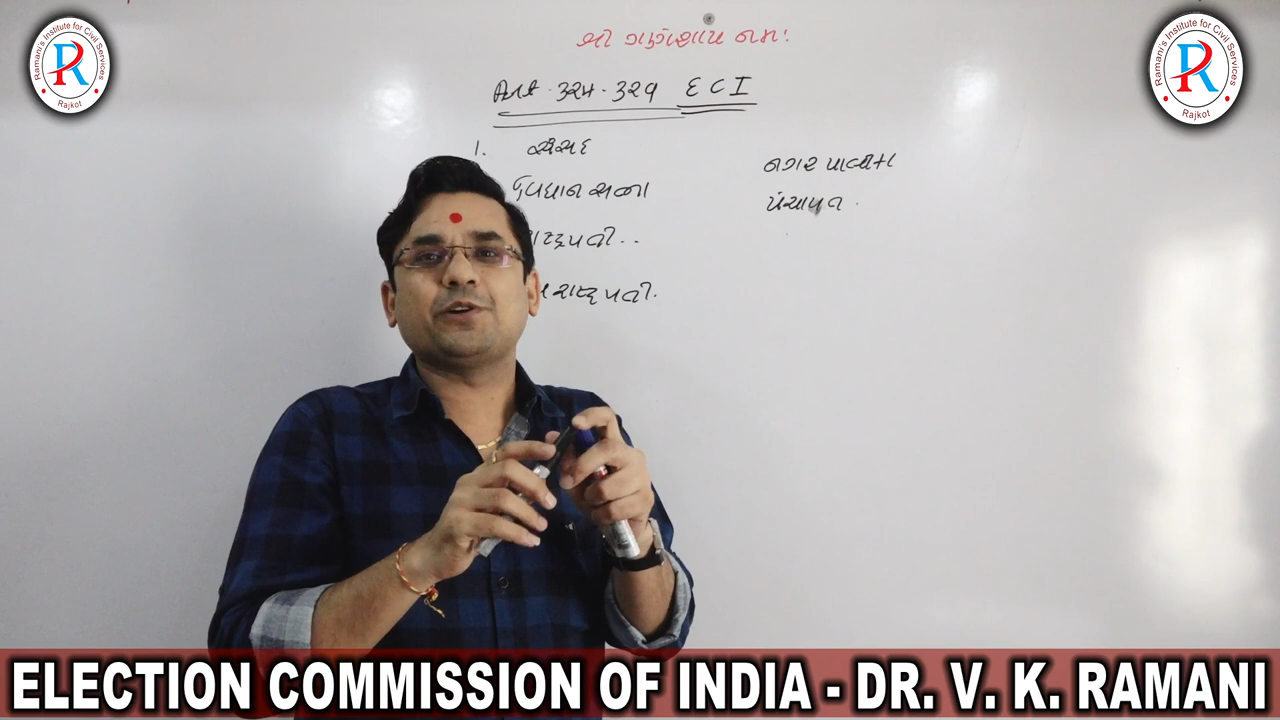 Ramani's Institute for Civil Services
R
Rajkot
Ramani's Institute for Civil Services
R
Rajkot
શ્રી ગણેશાય નમઃ!
Art. 324-329 ECI
1. સંસદ
વિધાનસભા
નગરપાલિકા
પંચાયત.
રાષ્ટ્રપતી..
ઉપરાષ્ટ્રપતી.
ELECTION COMMISSION OF INDIA - DR. V. K. RAMANI